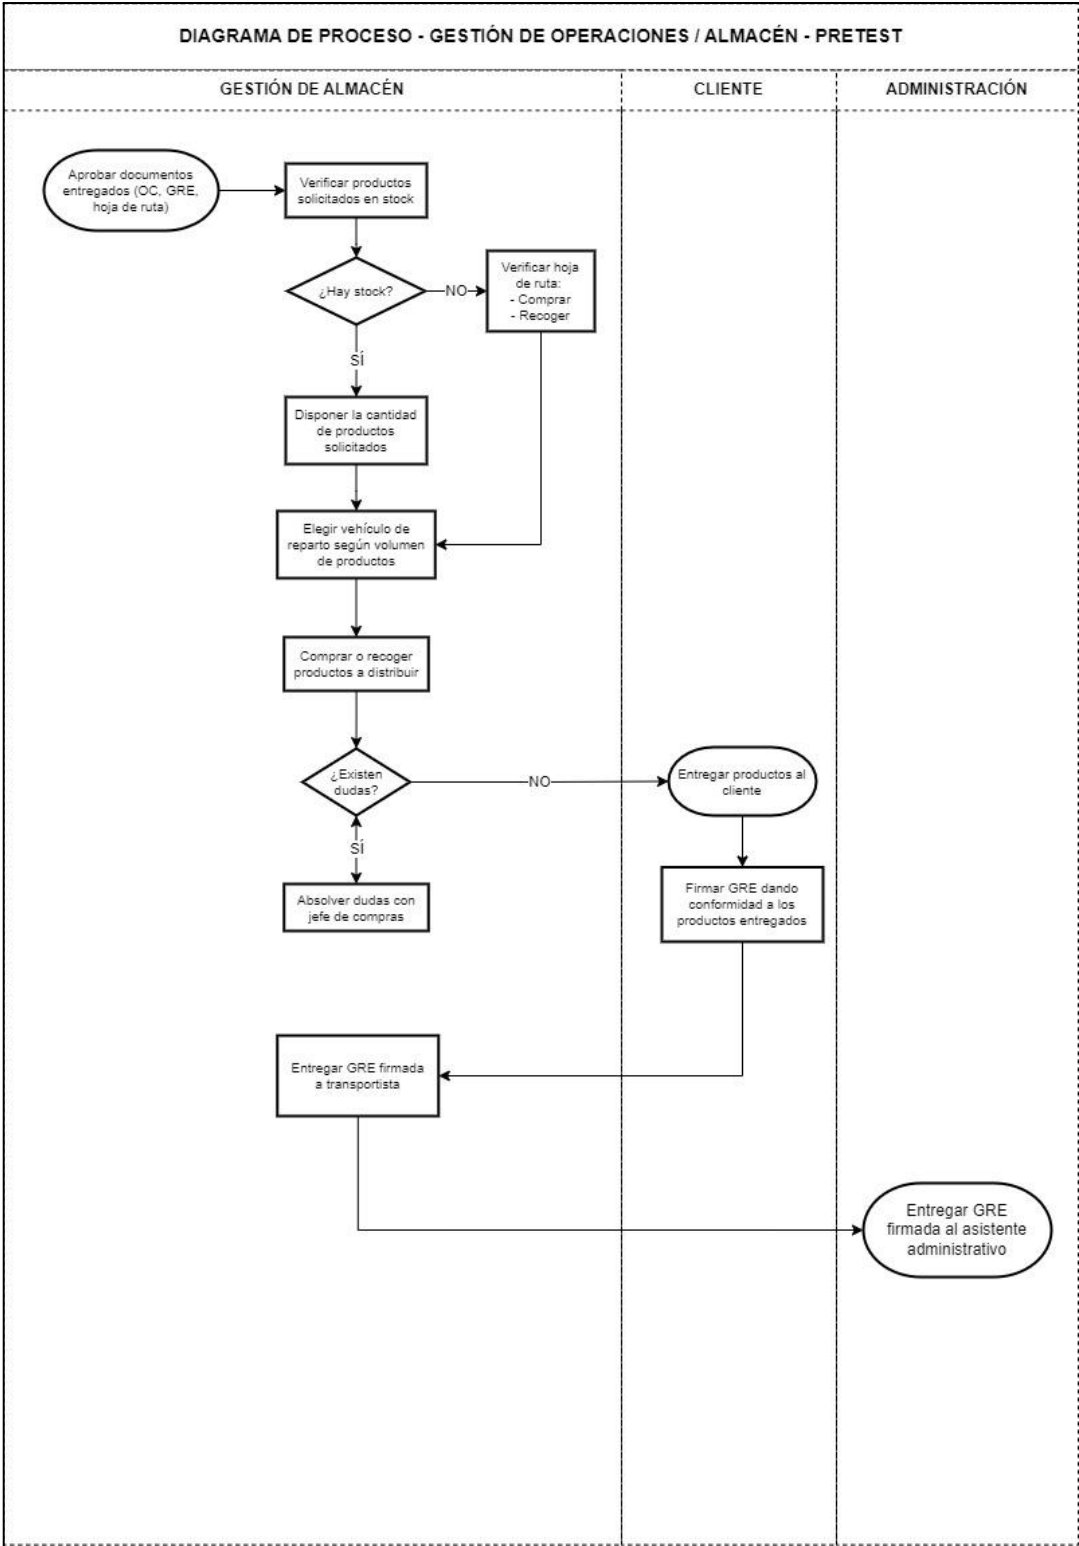 DIAGRAMA DE PROCESO - GESTIÓN DE OPERACIONES / ALMACÉN - PRETEST
GESTIÓN DE ALMACÉN
CLIENTE
ADMINISTRACIÓN
Aprobar documentos
entregados (OC, GRE,
hoja de ruta)
Verificar productos
solicitados en stock
¿Hay stock?
NO
Verificar hoja
de ruta:
- Comprar
- Recoger
SÍ
Disponer la cantidad
de productos
solicitados
Elegir vehículo de
reparto según volumen
de productos
Comprar o recoger
productos a distribuir
¿Existen
dudas?
NO
Entregar productos al
cliente
SÍ
Absolver dudas con
jefe de compras
Firmar GRE dando
conformidad a los
productos entregados
Entregar GRE firmada
a transportista
Entregar GRE
firmada al asistente
administrativo